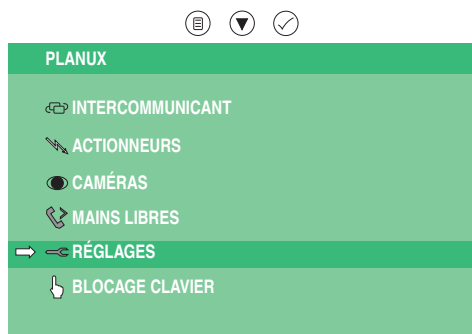 PLANUX
INTERCOMMUNICANT
ACTIONNEURS
CAMÉRAS
MAINS LIBRES
RÉGLAGES
BLOCAGE CLAVIER